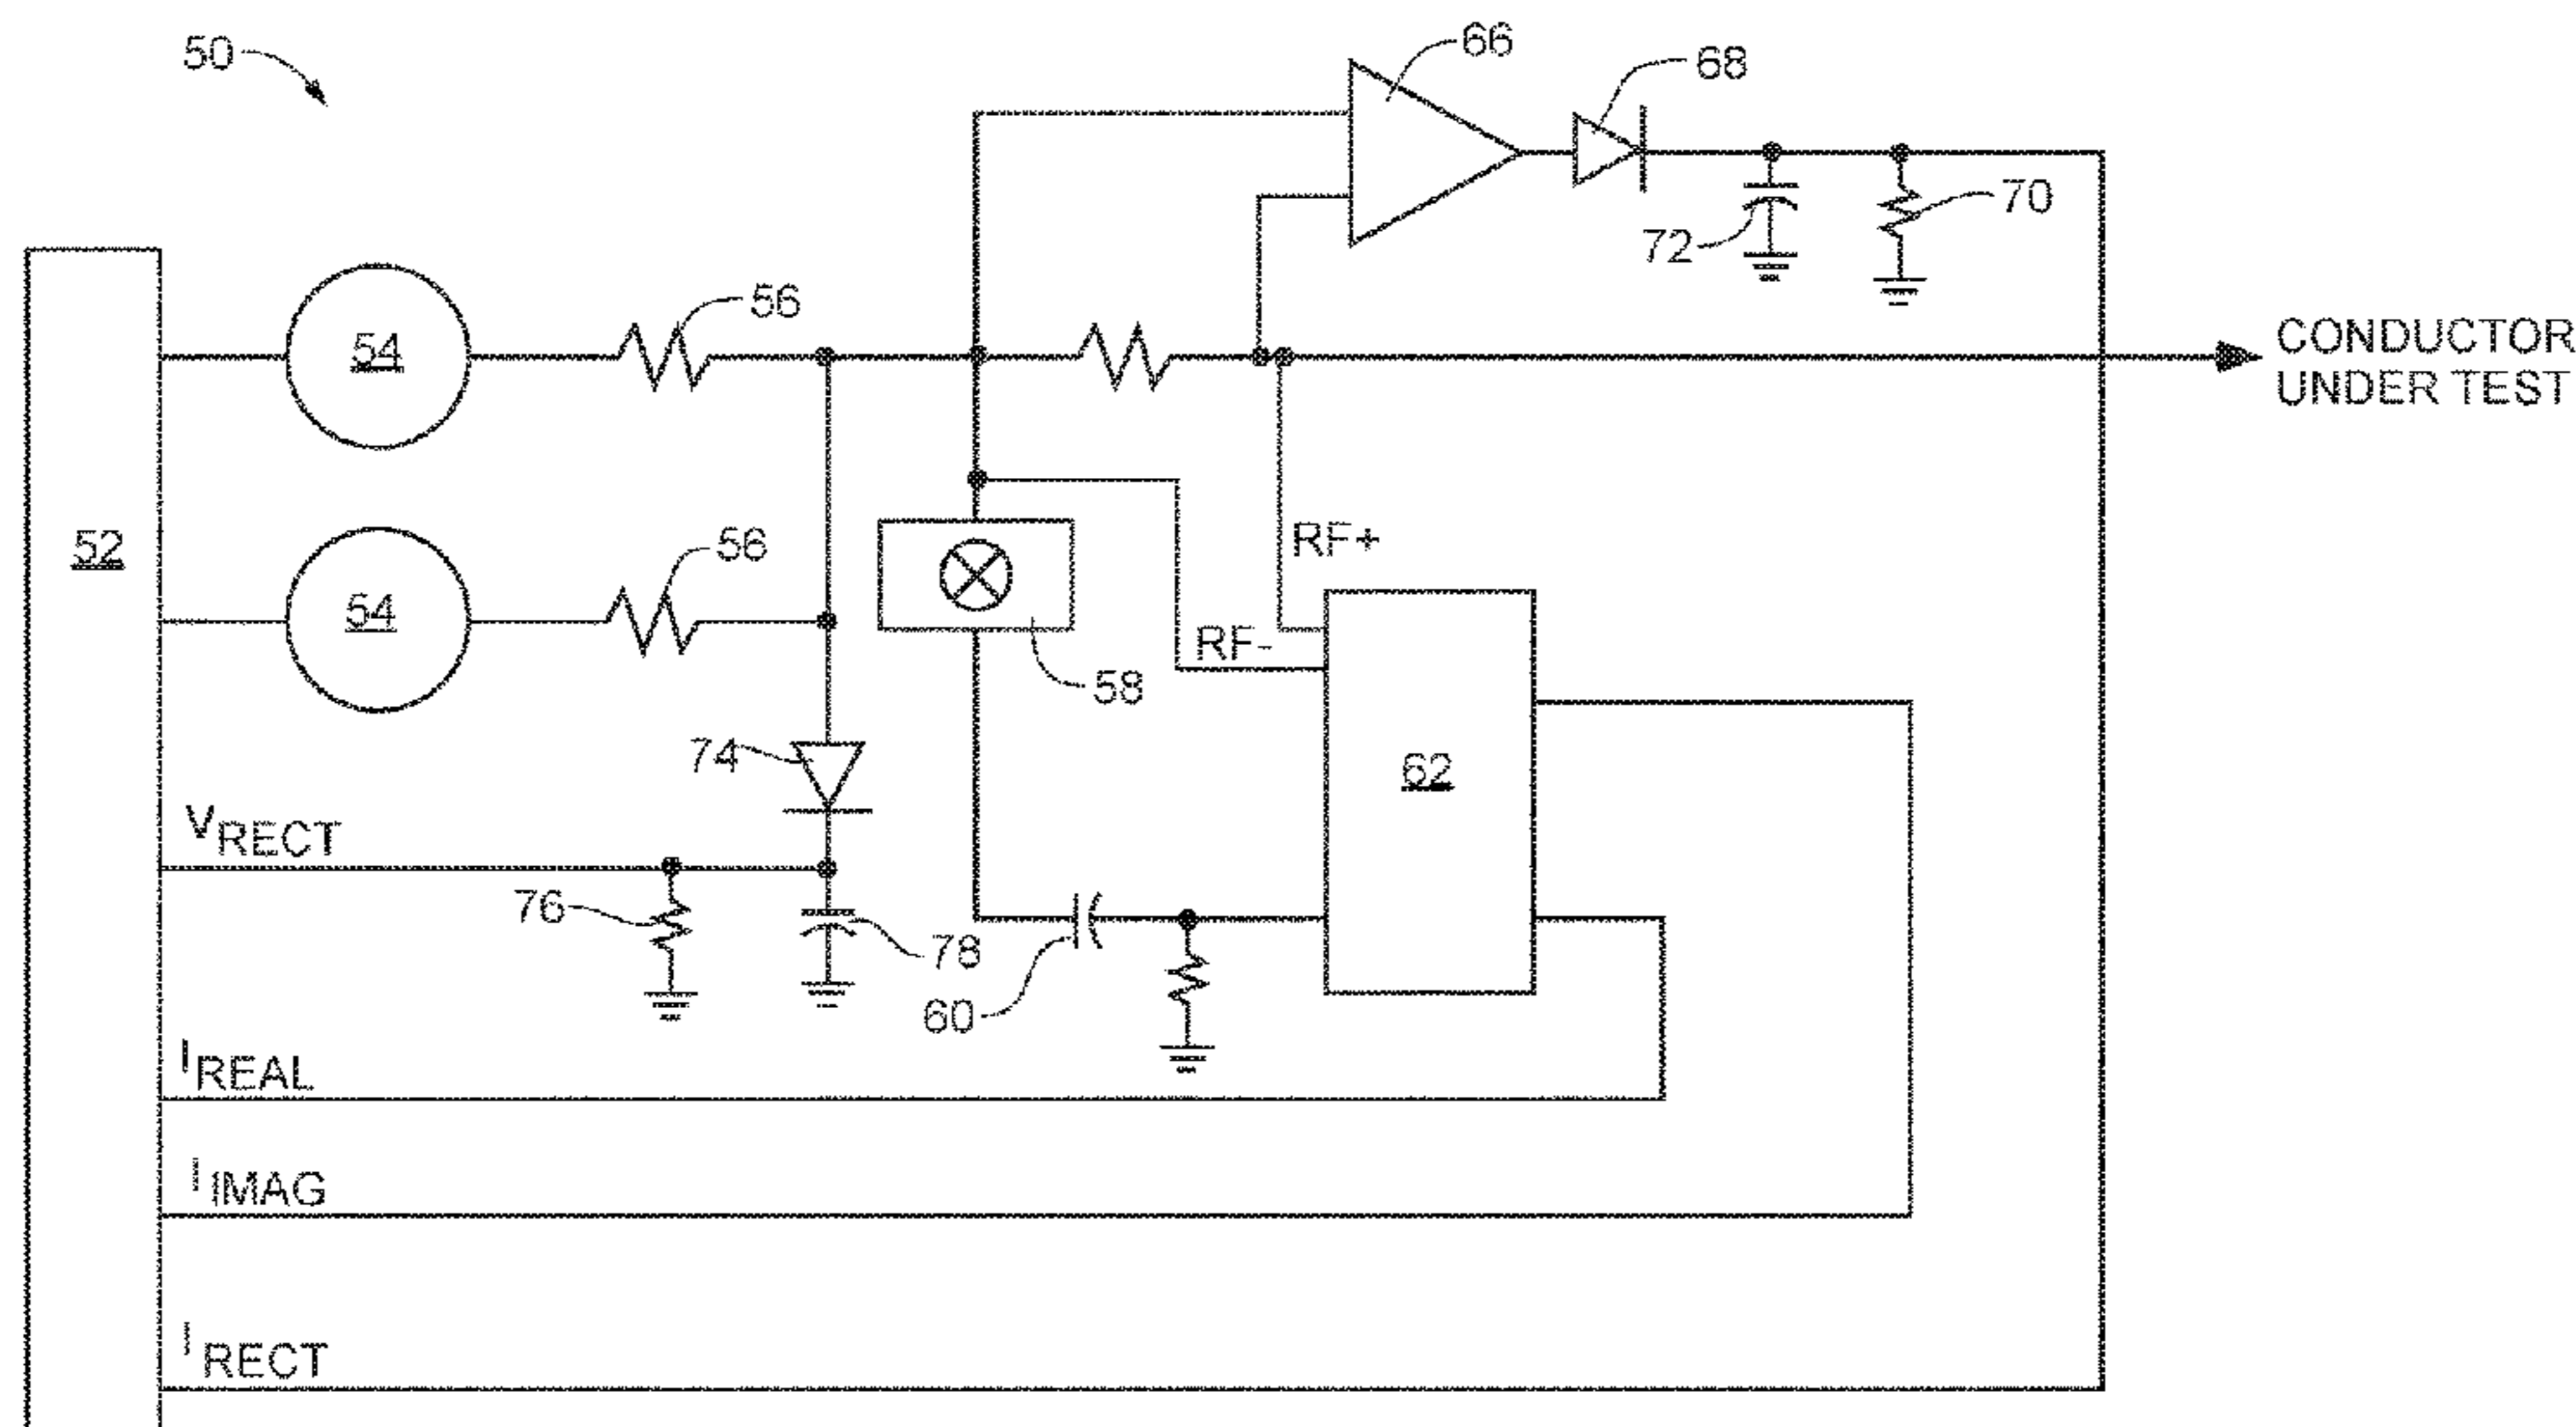 50
66
68
70
72
56
54
CONDUCTOR
UNDER TEST
52
56
54
RF+
RF-
58
74
62
VRECT
76
78
60
IREAL
IIMAG
IRECT